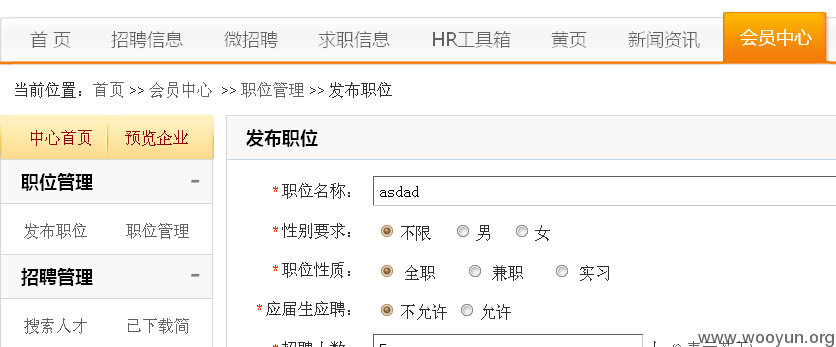 首 页 招聘信息 微招聘 求职信息 HR工具箱 黄页 新闻资讯 会员中心
当前位置：首页 >> 会员中心 >> 职位管理 >> 发布职位
中心首页 预览企业
职位管理
发布职位 职位管理
招聘管理
搜索人才 已下载简
发布职位
*职位名称： asdad
*性别要求： 不限 男 女
*职位性质： 全职 兼职 实习
*应届生应聘： 不允许 允许
*招聘人数：
www.wooyun.org